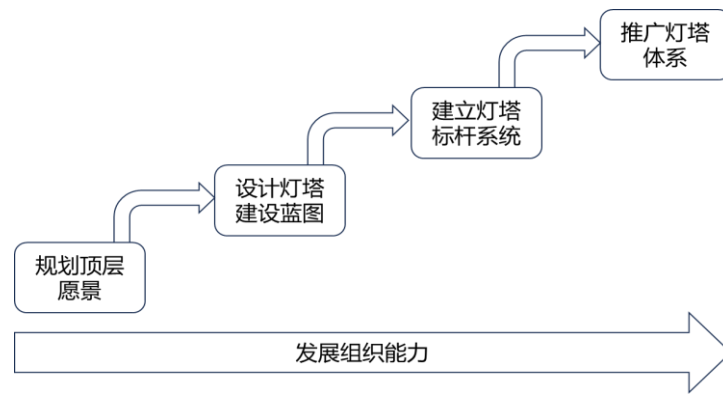 推广灯塔
体系
建立灯塔
标杆系统
设计灯塔
建设蓝图
规划顶层
愿景
发展组织能力